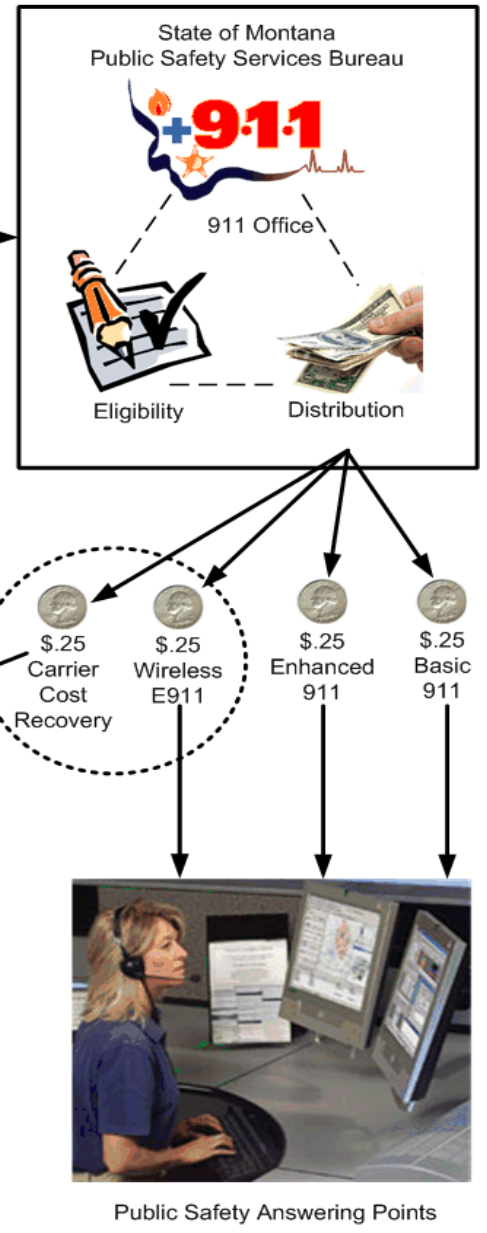 State of Montana
Public Safety Services Bureau
9·1·1
911 Office
Eligibility
Distribution
$.25
Carrier
Cost
Recovery
$.25
Wireless
E911
$.25
Enhanced
911
$.25
Basic
911
Public Safety Answering Points